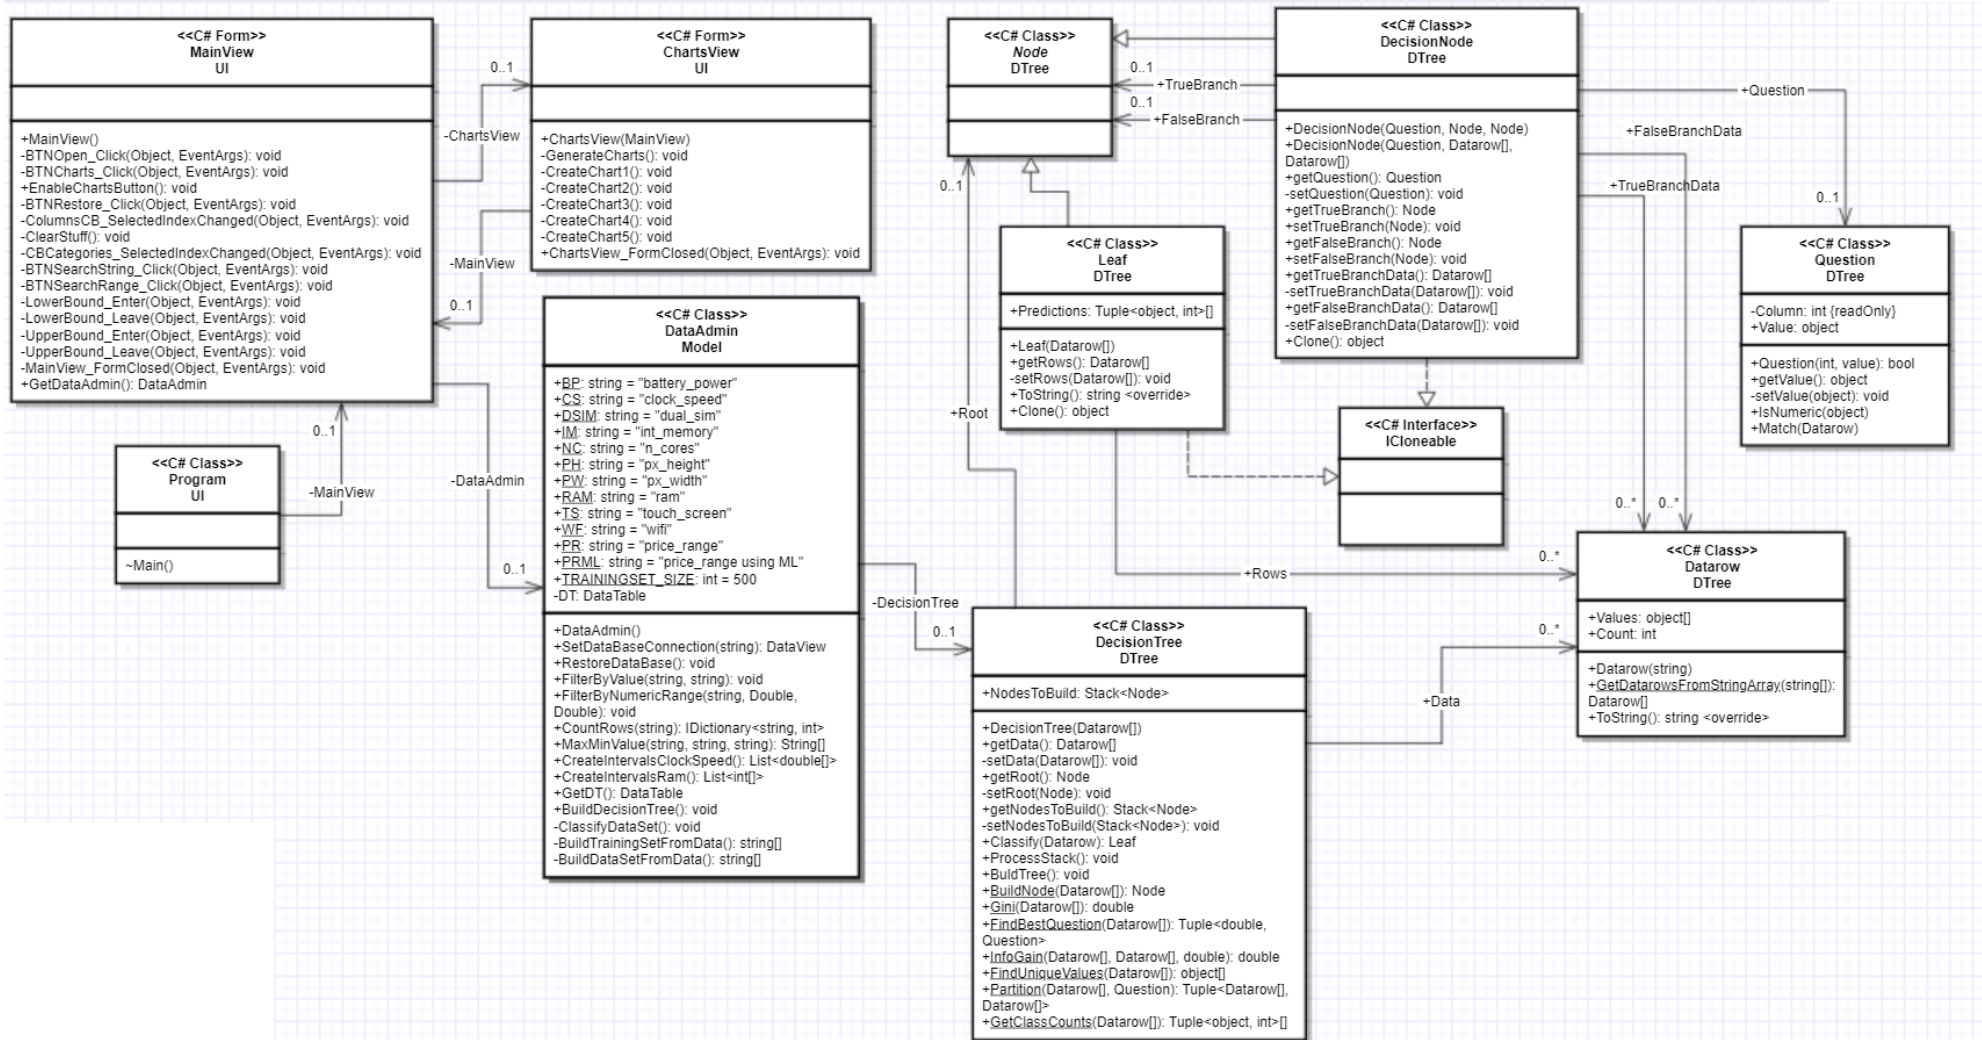 <<C# Form>>
MainView
UI
+MainView()
-BTNOpen_Click(Object, EventArgs): void
-BTNCharts_Click(Object, EventArgs): void
+EnableChartsButton(): void
-BTNRestore_Click(Object, EventArgs): void
-ColumnsCB_SelectedIndexChanged(Object, EventArgs): void
-ClearStuff(): void
-CBCategories_SelectedIndexChanged(Object, EventArgs): void
-BTNSearchString_Click(Object, EventArgs): void
-BTNSearchRange_Click(Object, EventArgs): void
-LowerBound_Enter(Object, EventArgs): void
-LowerBound_Leave(Object, EventArgs): void
-UpperBound_Enter(Object, EventArgs): void
-UpperBound_Leave(Object, EventArgs): void
-MainView_FormClosed(Object, EventArgs): void
+GetDataAdmin: DataAdmin
0..1
-ChartsView
-MainView
0..1
<<C# Form>>
ChartsView
UI
+ChartsView(MainView)
-GenerateCharts(): void
-CreateChart1(): void
-CreateChart2(): void
-CreateChart3(): void
-CreateChart4(): void
-CreateChart5(): void
+ChartsView_FormClosed(Object, EventArgs): void
<<C# Class>>
Program
UI
~Main()
0..1
-MainView
-DataAdmin
0..1
<<C# Class>>
DataAdmin
Model
+BP: string = "battery_power"
+CS: string = "clock_speed"
+DSIM: string = "dual_sim"
+IM: string = "int_memory"
+NC: string = "n_cores"
+PH: string = "px_height"
+PW: string = "px_width"
+RAM: string = "ram"
+TS: string = "touch_screen"
+WF: string = "wifi"
+PR: string = "price_range"
+PRML: string = "price_range using ML"
+TRAININGSET_SIZE: int = 500
-DT: DataTable
+DataAdmin()
+SetDataBaseConnection(string): DataView
+RestoreDataBase(): void
+FilterByValue(string, string): void
+FilterByNumericRange(string, Double,
Double): void
+CountRows(string): IDictionary<string, int>
+MaxMinValue(string, string, string): String[]
+CreateIntervalsClockSpeed(): List<double[]>
+CreateIntervalsRam(): List<int[]>
+GetDT(): DataTable
+BuildDecisionTree(): void
-ClassifyDataSet(): void
-BuildTrainingSetFromData(): string[]
-BuildDataSetFromData(): string[]
-DecisionTree
0..1
<<C# Class>>
Node
DTree
0..1
+TrueBranch
0..1
+FalseBranch
0..1
+Root
<<C# Class>>
DecisionNode
DTree
+DecisionNode(Question, Node, Node)
+DecisionNode(Question, Datarow[],
Datarow[])
+getQuestion(): Question
-setQuestion(Question): void
+getTrueBranch(): Node
+setTrueBranch(Node): void
+getFalseBranch(): Node
+setFalseBranch(Node): void
+getTrueBranchData(): Datarow[]
-setTrueBranchData(Datarow[]): void
+getFalseBranchData(): Datarow[]
-setFalseBranchData(Datarow[]): void
+Clone(): object
+Question
+FalseBranchData
+TrueBranchData
0..1
<<C# Class>>
Leaf
DTree
+Predictions: Tuple<object, int>[]
+Leaf(Datarow[])
+getRows(): Datarow[]
-setRows(Datarow[]): void
+ToString(): string <override>
+Clone(): object
<<C# Class>>
Question
DTree
-Column: int {readOnly}
+Value: object
+Question(int, value): bool
+getValue(): object
-setValue(object): void
+IsNumeric(object)
+Match(Datarow)
<<C# Interface>>
ICloneable
0..*
0..*
0..*
+Rows
<<C# Class>>
Datarow
DTree
+Values: object[]
+Count: int
+Datarow(string)
+GetDatarowsFromStringArray(string[]):
Datarow[]
+ToString(): string <override>
0..*
+Data
<<C# Class>>
DecisionTree
DTree
+NodesToBuild: Stack<Node>
+DecisionTree(Datarow[])
+getData(): Datarow[]
-setData(Datarow[]): void
+getRoot(): Node
-setRoot(Node): void
+getNodesToBuild(): Stack<Node>
-setNodesToBuild(Stack<Node>): void
+Classify(Datarow): Leaf
+ProcessStack(): void
+BuldTree(): void
+BuildNode(Datarow[]): Node
+Gini(Datarow[]): double
+FindBestQuestion(Datarow[]): Tuple<double,
Question>
+InfoGain(Datarow[], Datarow[], double): double
+FindUniqueValues(Datarow[]): object[]
+Partition(Datarow[], Question): Tuple<Datarow[],
Datarow[]>
+GetClassCounts(Datarow[]): Tuple<object, int>[]